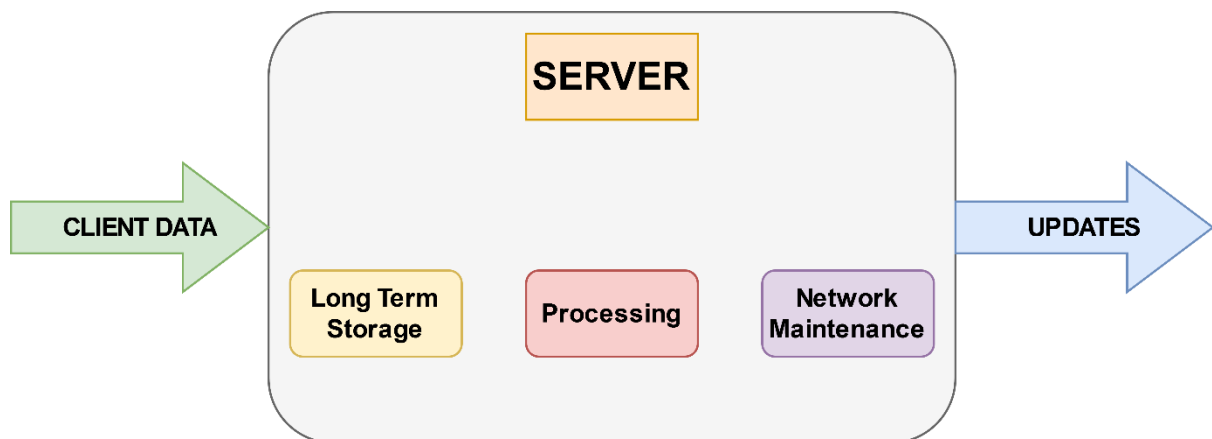 SERVER
CLIENT DATA
UPDATES
Long Term
Storage
Processing
Network
Maintenance